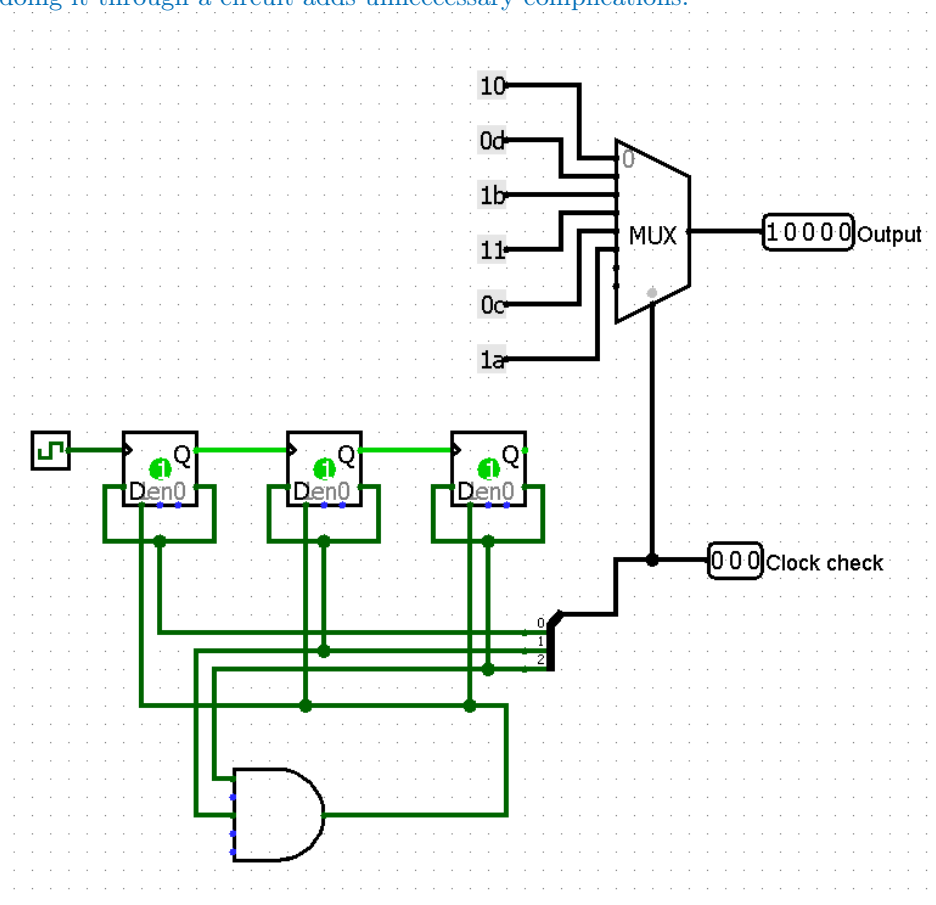 doing it through a circuit adds unneccessary complications.
10
0d
1b
11
0c
1a
0
MUX
10000 Output
Q
Q
Q
1
1
1
D en0
D en0
D en0
000 Clock check
0
1
2